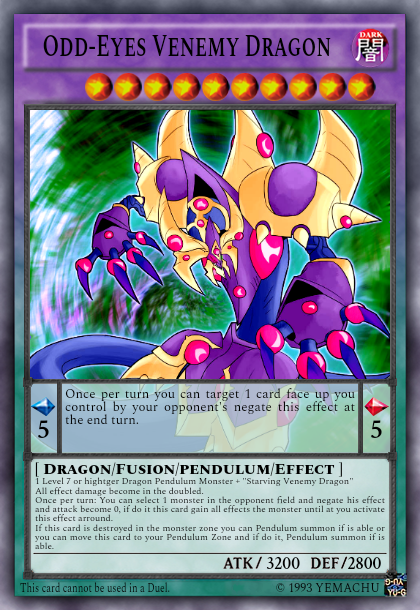 ODD-EYES VENEMY DRAGON
DARK
闇
Once per turn you can target 1 card face up you
control by your opponent's negate this effect at
the end turn.
5
5
[ DRAGON/FUSION/PENDULUM/EFFECT ]
1 Level 7 or hightger Dragon Pendulum Monster + "Starving Venemy Dragon"
All effect damage become in the doubled.
Once per turn: You can select 1 monster in the opponent field and negate his effect
and attack become 0, if do it this card gain all effects the monster until at you activate
this effect arround.
If this card is destroyed in the monster zone you can Pendulum summon if is able or
you can move this card to your Pendulum Zone and if do it, Pendulum summon if is
able.
ATK/ 3200 DEF/2800
This card cannot be used in a Duel.
© 1993 YEMACHU